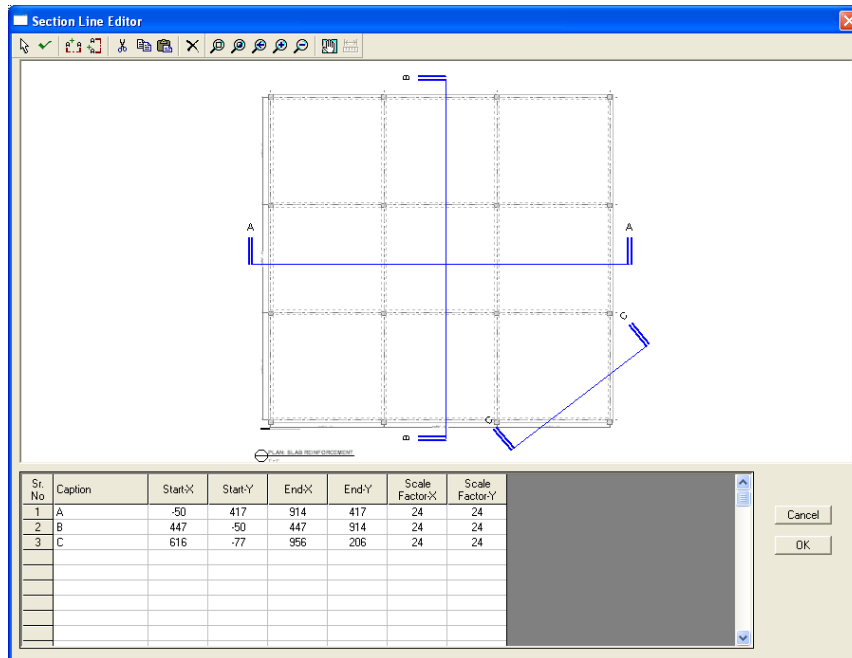 Section Line Editor
B
A A
C
C
B
PLAN: SLAB REINFORCEMENT
Sr. No Caption Start-X Start-Y End-X End-Y Scale Factor-X Scale Factor-Y
1 A -50 417 914 417 24 24
2 B 447 -50 447 914 24 24
3 C 616 -77 956 206 24 24
Cancel
OK